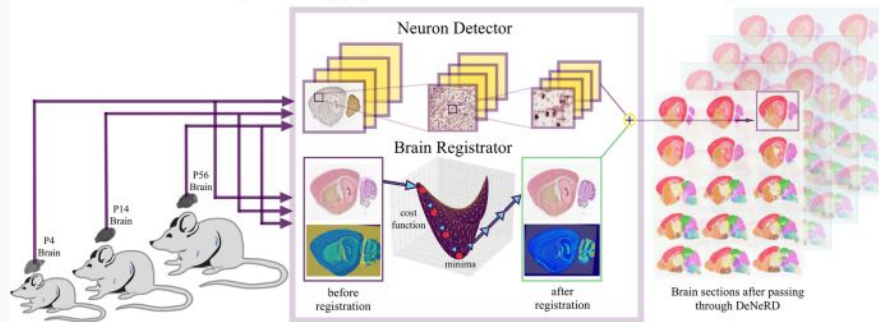 Neuron Detector
Brain Registrator
P56
Brain
P14
Brain
P4
Brain
cost
function
minima
before
registration
after
registration
Brain sections after passing
through DeNeRD